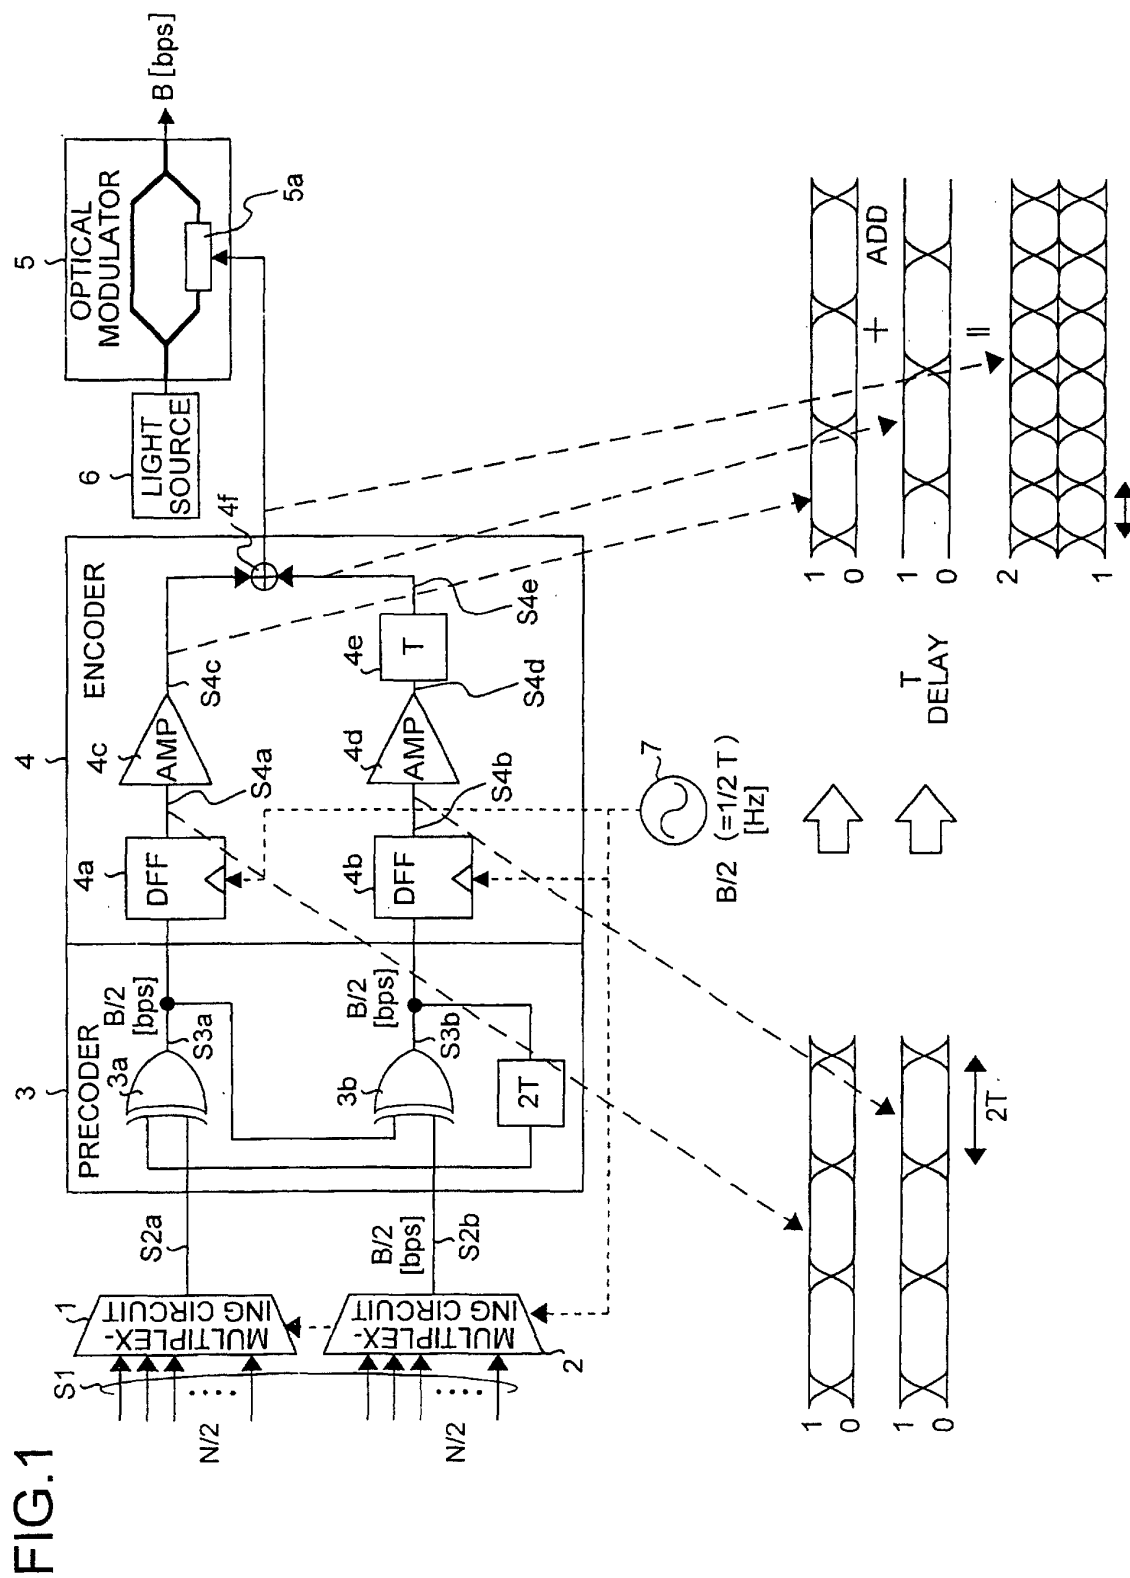 FIG.1
S1
N/2
N/2
1
MULTIPLEX-
ING CIRCUIT
2
MULTIPLEX-
ING CIRCUIT
S2a
B/2
[bps]
S2b
3
PRECODER
3a
S3a
B/2
[bps]
3b
S3b
B/2
[bps]
2T
4
ENCODER
4a
DFF
S4a
4b
DFF
S4b
4c
AMP
S4c
4d
AMP
S4d
4e
T
S4e
4f
6
LIGHT
SOURCE
5
OPTICAL
MODULATOR
5a
B [bps]
7
B/2 (=1/2T)
[Hz]
1
0
1
0
2T
T
DELAY
1
0
+ ADD
1
0
=
2
1